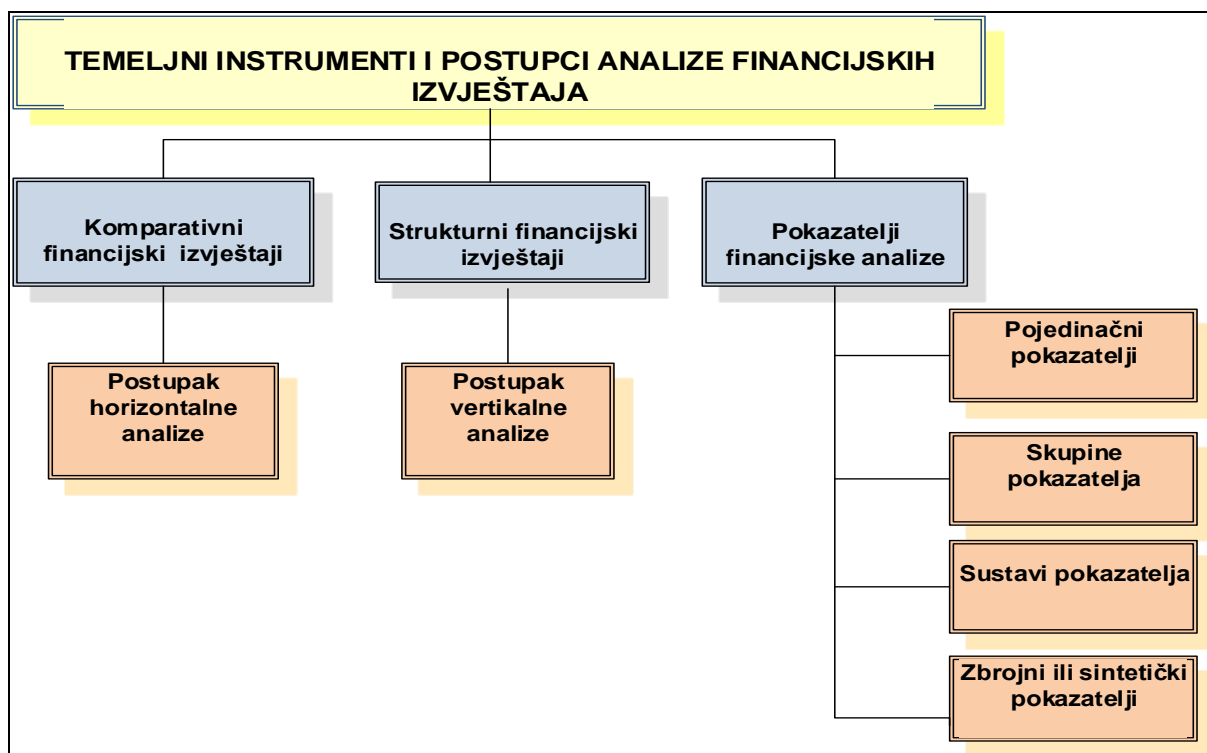 TEMELJNI INSTRUMENTI I POSTUPCI ANALIZE FINANCIJSKIH
IZVJEŠTAJA
Komparativni
financijski izvještaji
Strukturni financijski
izvještaji
Pokazatelji
financijske analize
Postupak
horizontalne
analize
Postupak
vertikalne
analize
Pojedinačni
pokazatelji
Skupine
pokazatelja
Sustavi pokazatelja
Zbrojni ili sintetički
pokazatelji